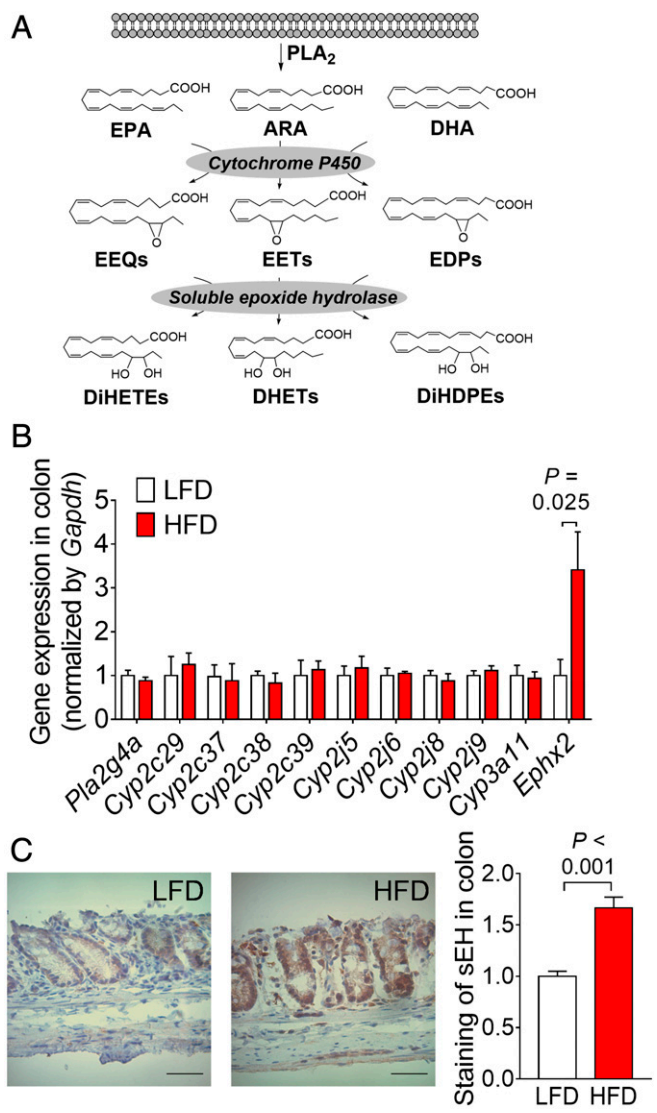 A
PLA2
COOH COOH COOH
EPA ARA DHA
Cytochrome P450
COOH COOH COOH
O O O
EEQs EETs EDPs
Soluble epoxide hydrolase
COOH COOH COOH
HO OH HO OH HO OH
DiHETEs DHETs DiHDPEs
B
Gene expression in colon
(normalized by Gapdh)
LFD
HFD
P =
0.025
5
4
3
2
1
0
Pla2g4a
Cyp2c29
Cyp2c37
Cyp2c38
Cyp2c39
Cyp2j5
Cyp2j6
Cyp2j8
Cyp2j9
Cyp3a11
Ephx2
C
LFD
HFD
Staining of sEH in colon
P <
0.001
2.0
1.5
1.0
0.5
0.0
LFD HFD